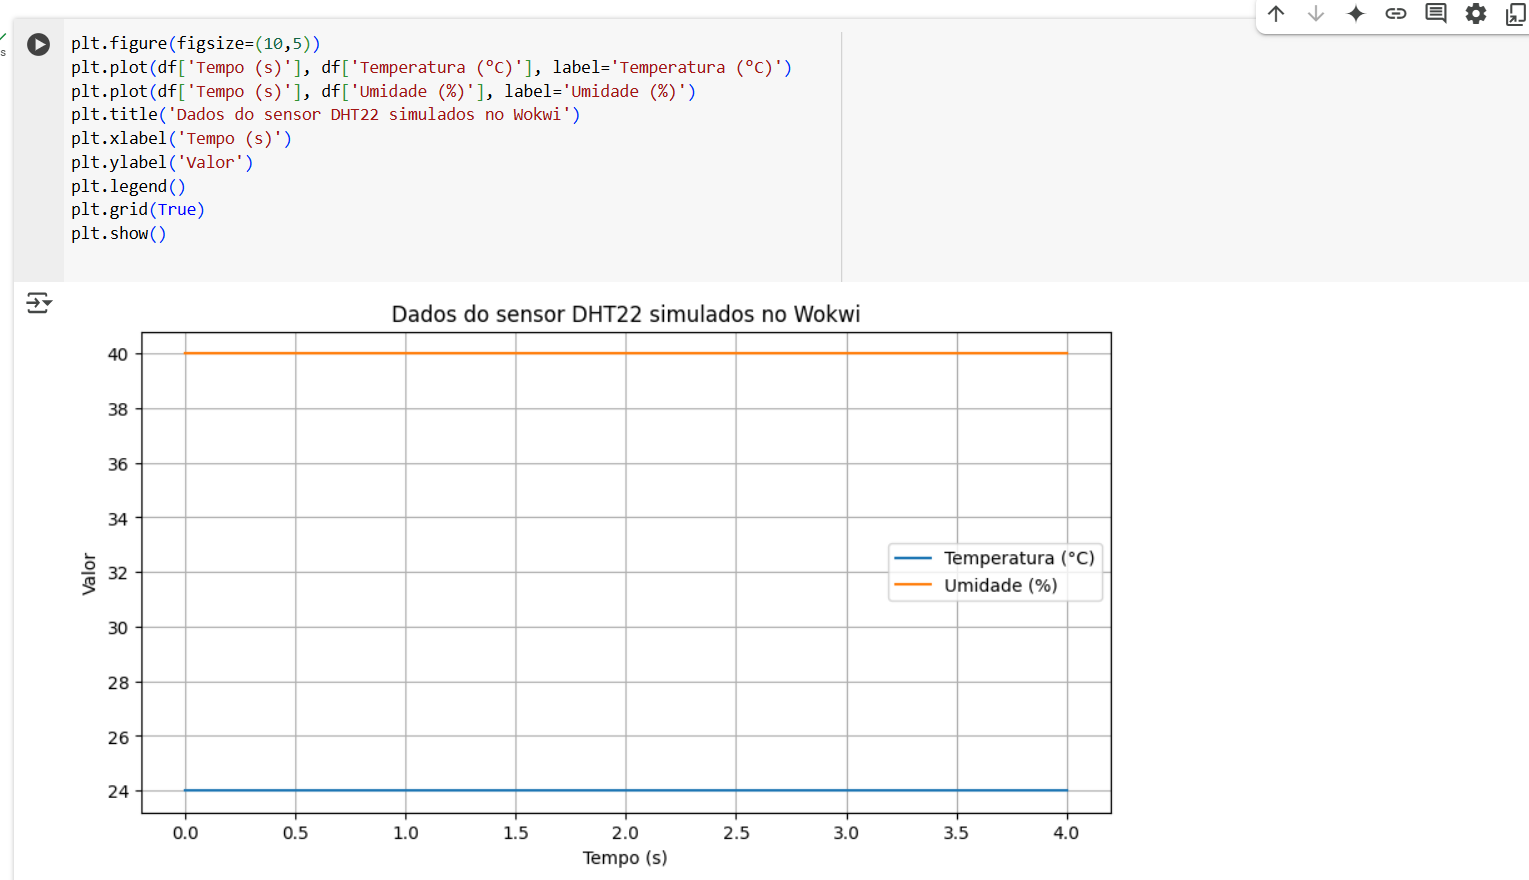 plt.figure(figsize=(10,5))
plt.plot(df['Tempo (s)'], df['Temperatura (°C)'], label='Temperatura (°C)')
plt.plot(df['Tempo (s)'], df['Umidade (%)'], label='Umidade (%)')
plt.title('Dados do sensor DHT22 simulados no Wokwi')
plt.xlabel('Tempo (s)')
plt.ylabel('Valor')
plt.legend()
plt.grid(True)
plt.show()
s
Dados do sensor DHT22 simulados no Wokwi
40
38
36
34
32
30
28
26
24
Valor
Temperatura (°C)
Umidade (%)
0.0 0.5 1.0 1.5 2.0 2.5 3.0 3.5 4.0
Tempo (s)